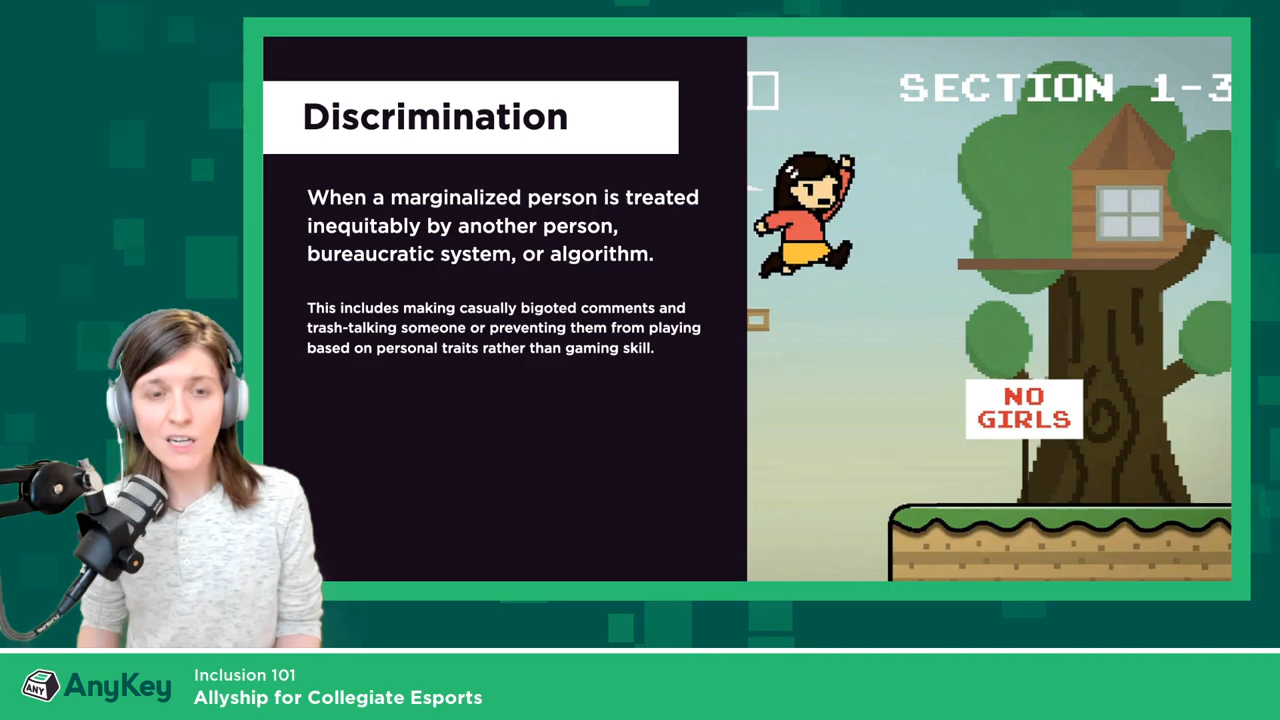 Discrimination
When a marginalized person is treated
inequitably by another person,
bureaucratic system, or algorithm.
This includes making casually bigoted comments and
trash-talking someone or preventing them from playing
based on personal traits rather than gaming skill.
SECTION 1-3
NO
GIRLS
ANY
AnyKey
Inclusion 101
Allyship for Collegiate Esports